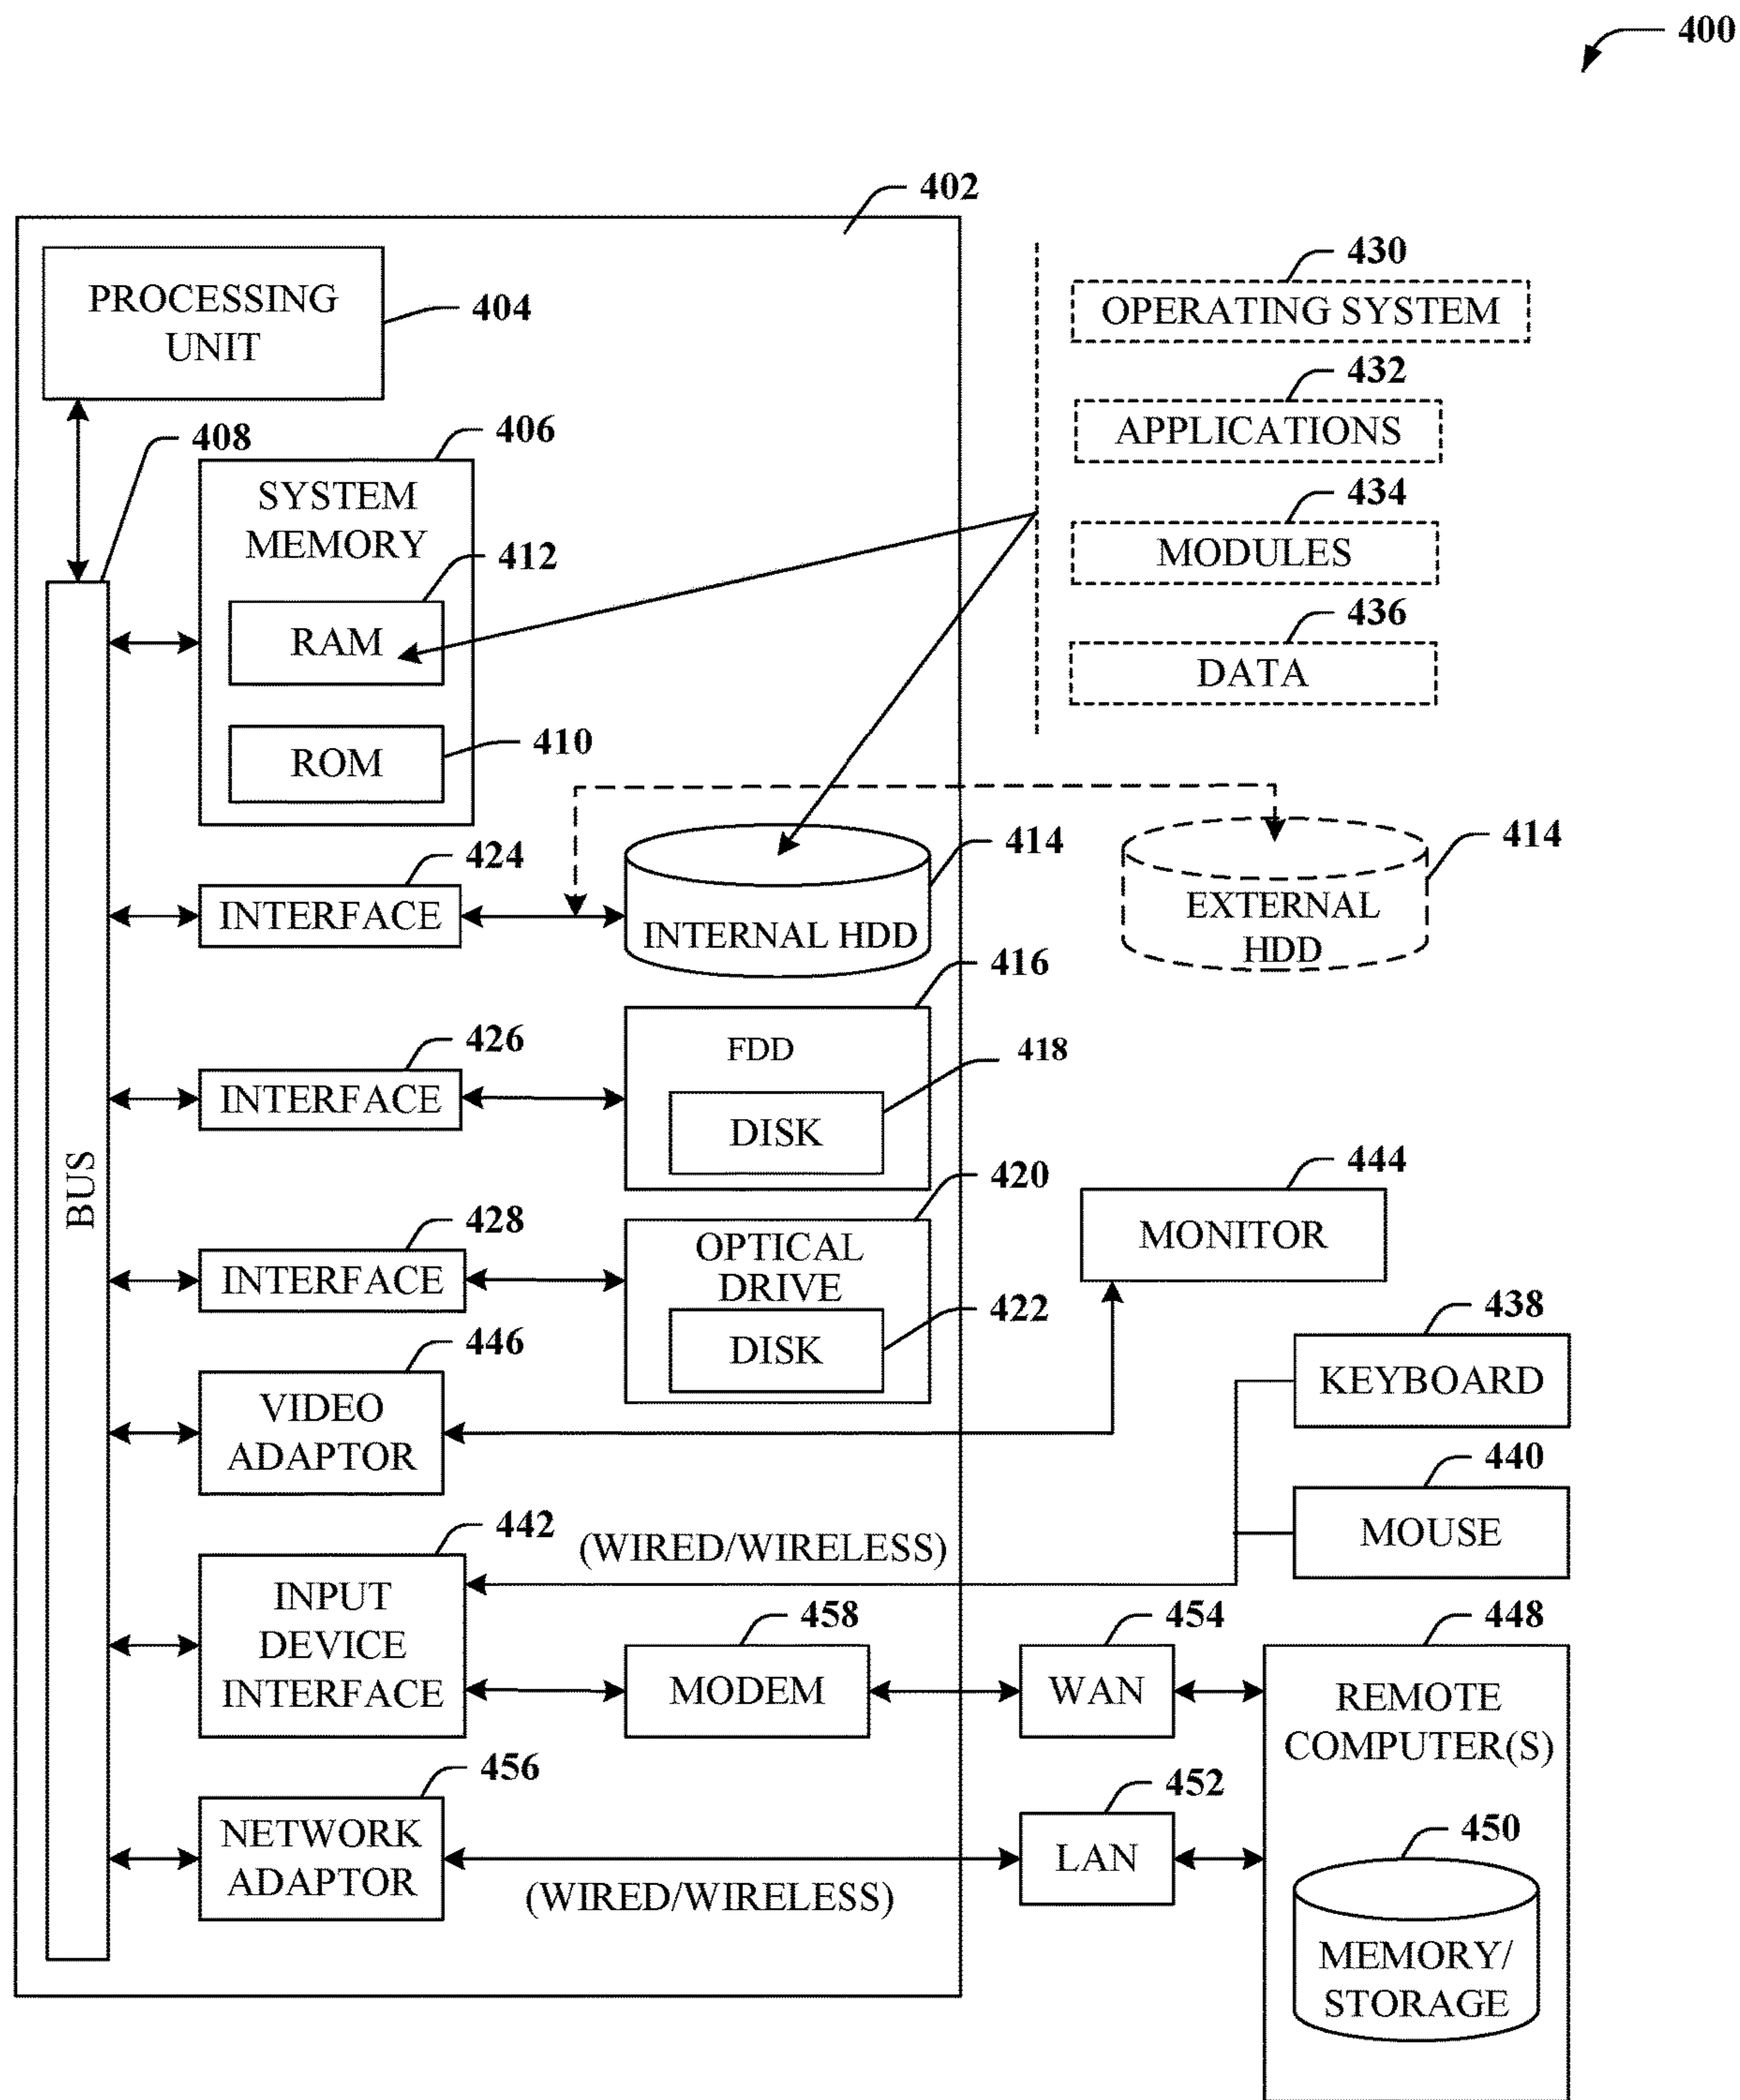 400
402
PROCESSING
UNIT
404
430
OPERATING SYSTEM
432
APPLICATIONS
434
MODULES
436
DATA
408
406
SYSTEM
MEMORY
412
RAM
ROM
410
BUS
424
INTERFACE
414
INTERNAL HDD
414
EXTERNAL
HDD
426
INTERFACE
416
FDD
418
DISK
428
INTERFACE
420
OPTICAL
DRIVE
422
DISK
444
MONITOR
446
VIDEO
ADAPTOR
438
KEYBOARD
440
MOUSE
442
INPUT
DEVICE
INTERFACE
(WIRED/WIRELESS)
458
MODEM
454
WAN
448
REMOTE
COMPUTER(S)
456
NETWORK
ADAPTOR
(WIRED/WIRELESS)
452
LAN
450
MEMORY/
STORAGE